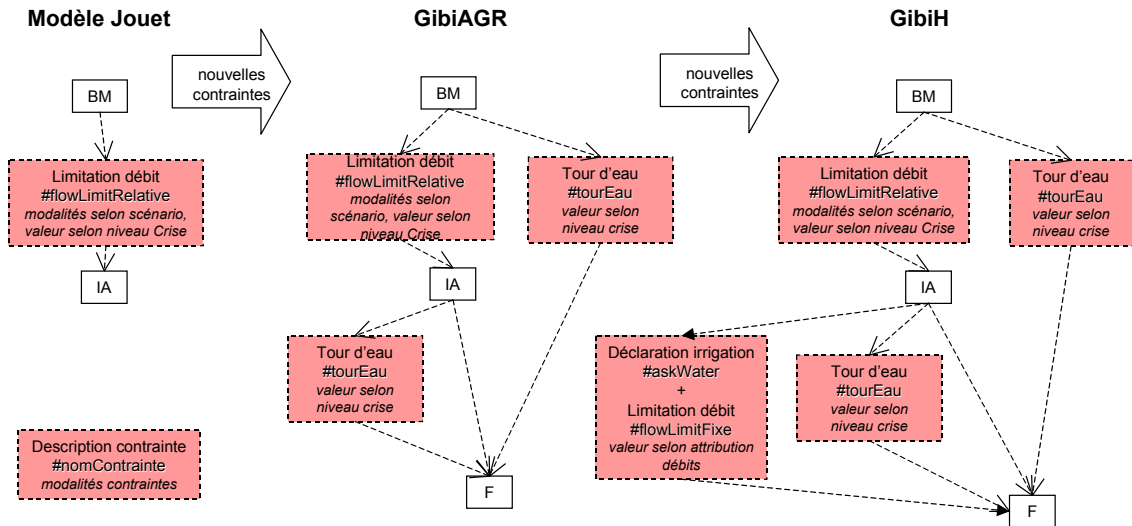 Modèle Jouet
BM
Limitation débit
#flowLimitRelative
modalités selon scénario,
valeur selon niveau Crise
IA
Description contrainte
#nomContrainte
modalités contraintes
nouvelles
contraintes
GibiAGR
BM
Limitation débit
#flowLimitRelative
modalités selon
scénario, valeur selon
niveau Crise
Tour d'eau
#tourEau
valeur selon
niveau crise
IA
Tour d'eau
#tourEau
valeur selon
niveau crise
F
nouvelles
contraintes
GibiH
BM
Limitation débit
#flowLimitRelative
modalités selon scénario,
valeur selon niveau Crise
Tour d'eau
#tourEau
valeur selon
niveau crise
IA
Déclaration irrigation
#askWater
+
Limitation débit
#flowLimitFixe
valeur selon attribution
débits
Tour d'eau
#tourEau
valeur selon
niveau crise
F